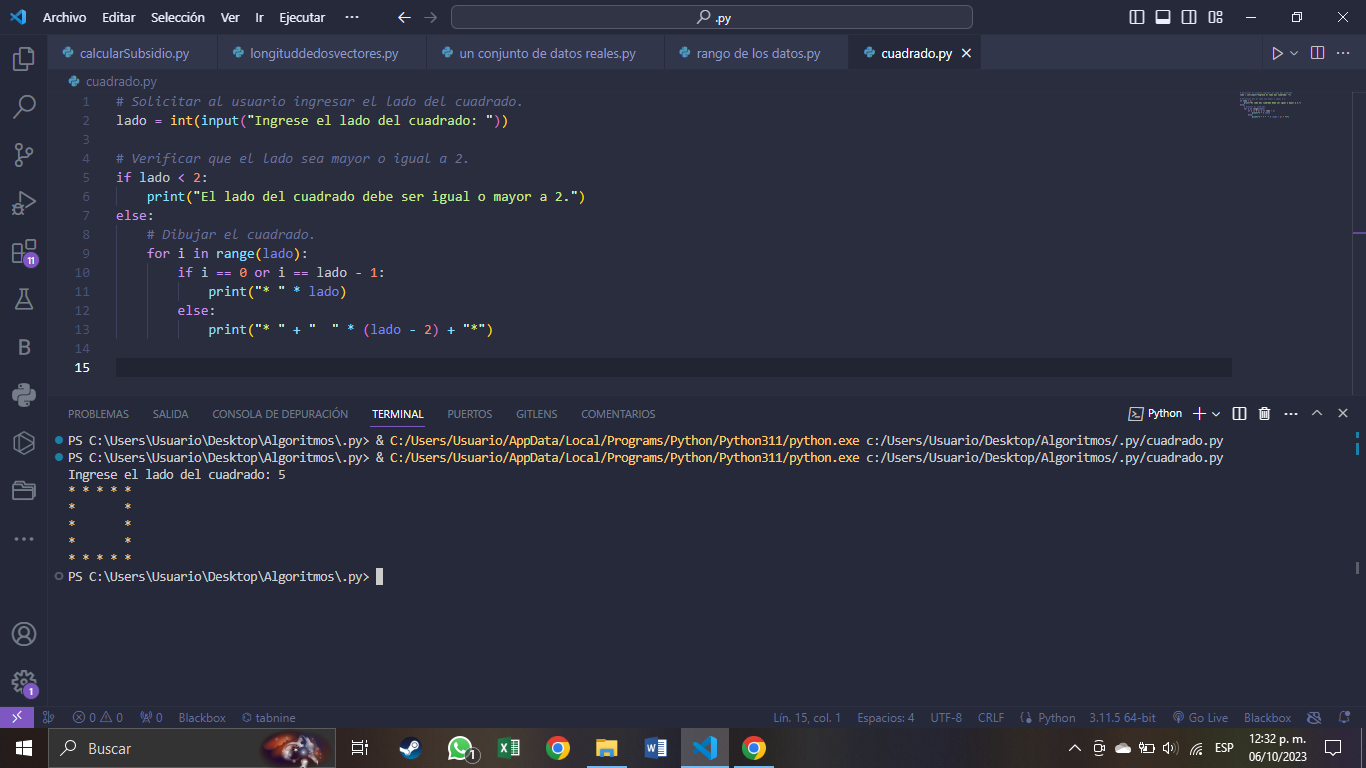 Archivo Editar Selección Ver Ir Ejecutar ··· .py
calcularSubsidio.py longituddedosvectores.py un conjunto de datos reales.py rango de los datos.py cuadrado.py
cuadrado.py
1 # Solicitar al usuario ingresar el lado del cuadrado.
2 lado = int(input("Ingrese el lado del cuadrado: "))
3
4 # Verificar que el lado sea mayor o igual a 2.
5 if lado < 2:
6 print("El lado del cuadrado debe ser igual o mayor a 2.")
7 else:
8 # Dibujar el cuadrado.
9 for i in range(lado):
10 if i == 0 or i == lado - 1:
11 print("* " * lado)
12 else:
13 print("* " + "  " * (lado - 2) + "*")
14
15
11
B
PROBLEMAS SALIDA CONSOLA DE DEPURACIÓN TERMINAL PUERTOS GITLENS COMENTARIOS Python
PS C:\Users\Usuario\Desktop\Algoritmos\.py> & C:/Users/Usuario/AppData/Local/Programs/Python/Python311/python.exe c:/Users/Usuario/Desktop/Algoritmos/.py/cuadrado.py
PS C:\Users\Usuario\Desktop\Algoritmos\.py> & C:/Users/Usuario/AppData/Local/Programs/Python/Python311/python.exe c:/Users/Usuario/Desktop/Algoritmos/.py/cuadrado.py
Ingrese el lado del cuadrado: 5
* * * * *
*       *
*       *
*       *
* * * * *
PS C:\Users\Usuario\Desktop\Algoritmos\.py>
1
0 0 0 Blackbox tabnine Lín. 15, col. 1 Espacios: 4 UTF-8 CRLF Python 3.11.5 64-bit Go Live Blackbox
Buscar 1 ESP 12:32 p. m.
06/10/2023